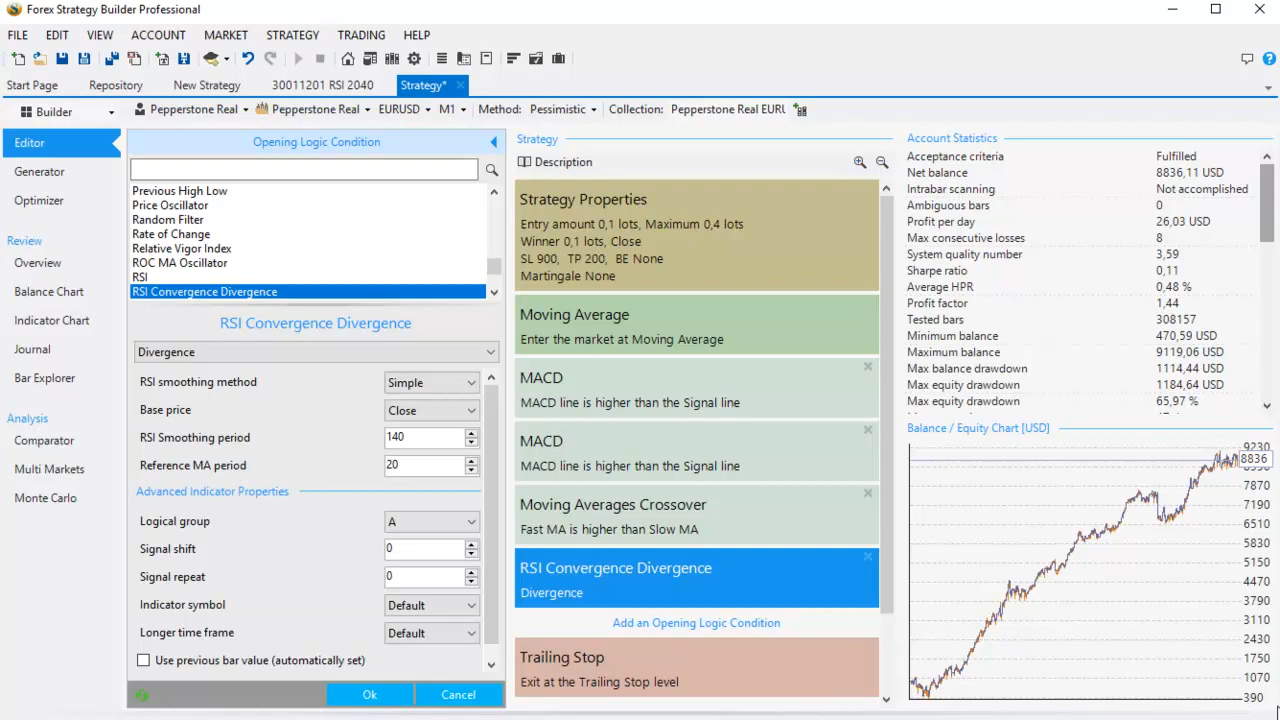 Forex Strategy Builder Professional
FILE EDIT VIEW ACCOUNT MARKET STRATEGY TRADING HELP
Start Page Repository New Strategy 30011201 RSI 2040 Strategy*
Builder Pepperstone Real Pepperstone Real EURUSD M1 Method: Pessimistic Collection: Pepperstone Real EURU
Editor
Generator
Optimizer
Review
Overview
Balance Chart
Indicator Chart
Journal
Bar Explorer
Analysis
Comparator
Multi Markets
Monte Carlo
Opening Logic Condition
Previous High Low
Price Oscillator
Random Filter
Rate of Change
Relative Vigor Index
ROC MA Oscillator
RSI
RSI Convergence Divergence
RSI Convergence Divergence
Divergence
RSI smoothing method Simple
Base price Close
RSI Smoothing period 140
Reference MA period 20
Advanced Indicator Properties
Logical group A
Signal shift 0
Signal repeat 0
Indicator symbol Default
Longer time frame Default
Use previous bar value (automatically set)
Ok Cancel
Strategy
Description
Strategy Properties
Entry amount 0,1 lots, Maximum 0,4 lots
Winner 0,1 lots, Close
SL 900, TP 200, BE None
Martingale None
Moving Average
Enter the market at Moving Average
MACD
MACD line is higher than the Signal line
MACD
MACD line is higher than the Signal line
Moving Averages Crossover
Fast MA is higher than Slow MA
RSI Convergence Divergence
Divergence
Add an Opening Logic Condition
Trailing Stop
Exit at the Trailing Stop level
Account Statistics
Acceptance criteria Fulfilled
Net balance 8836,11 USD
Intrabar scanning Not accomplished
Ambiguous bars 0
Profit per day 26,03 USD
Max consecutive losses 8
System quality number 3,59
Sharpe ratio 0,11
Average HPR 0,48 %
Profit factor 1,44
Tested bars 308157
Minimum balance 470,59 USD
Maximum balance 9119,06 USD
Max balance drawdown 1114,44 USD
Max equity drawdown 1184,64 USD
Max equity drawdown 65,97 %
Balance / Equity Chart [USD]
9230
8836
7870
7190
6510
5830
5150
4470
3790
3110
2430
1750
1070
390